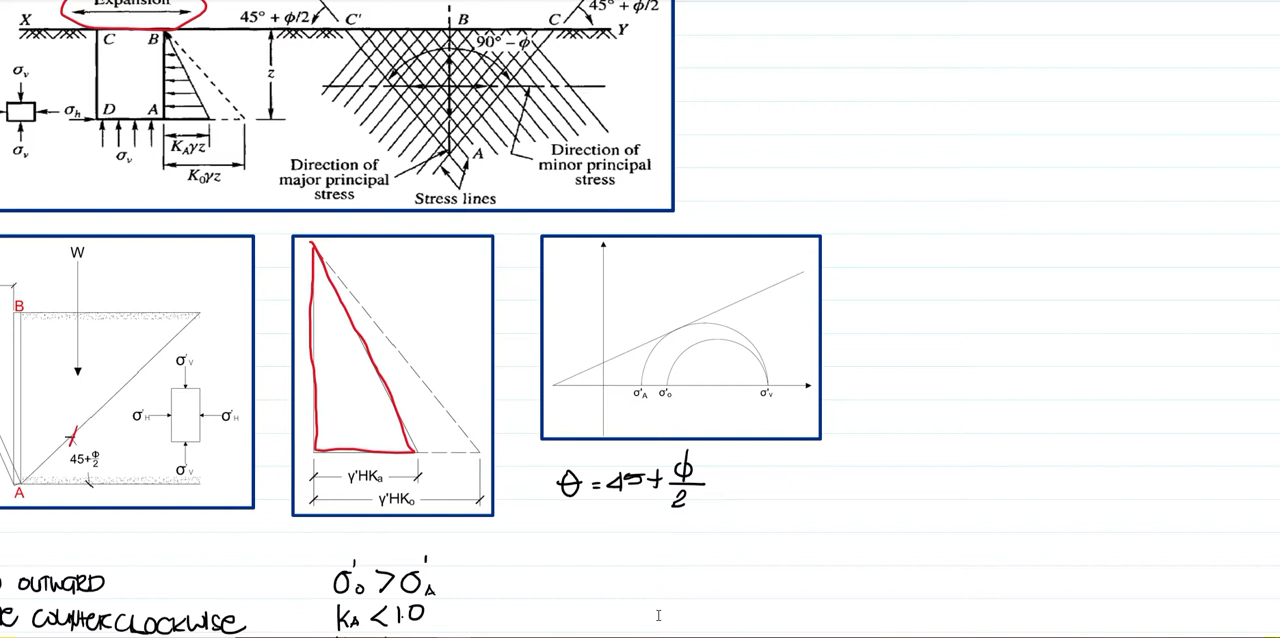 Expansion
X
C
B
45° + φ/2
C'
B
C
45° + φ/2
Y
90° − φ
σv
z
σh
D
A
σv
σv
KAγz
K0γz
Direction of
major principal
stress
A
Stress lines
Direction of
minor principal
stress
W
B
σ'V
σ'H
σ'H
45+Φ/2
σ'V
A
γ'HKa
γ'HKo
σ'A σ'o σ'v
θ = 45 + φ/2
OUTWARD
COUNTERCLOCKWISE
σ'o > σ'A
KA < 1.0